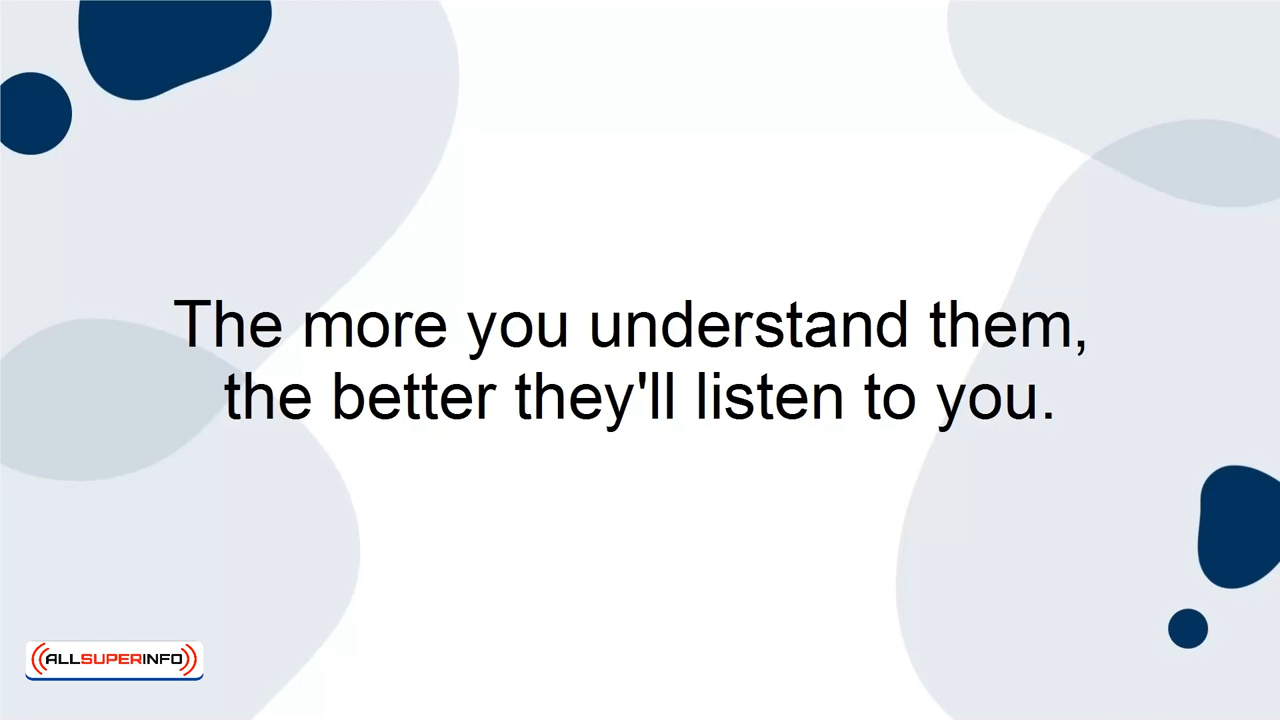 The more you understand them,
the better they'll listen to you.
ALLSUPERINFO